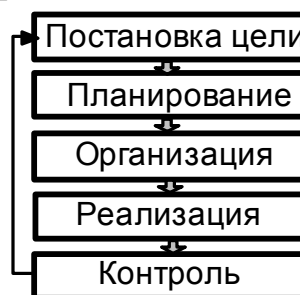 Постановка цели
Планирование
Организация
Реализация
Контроль